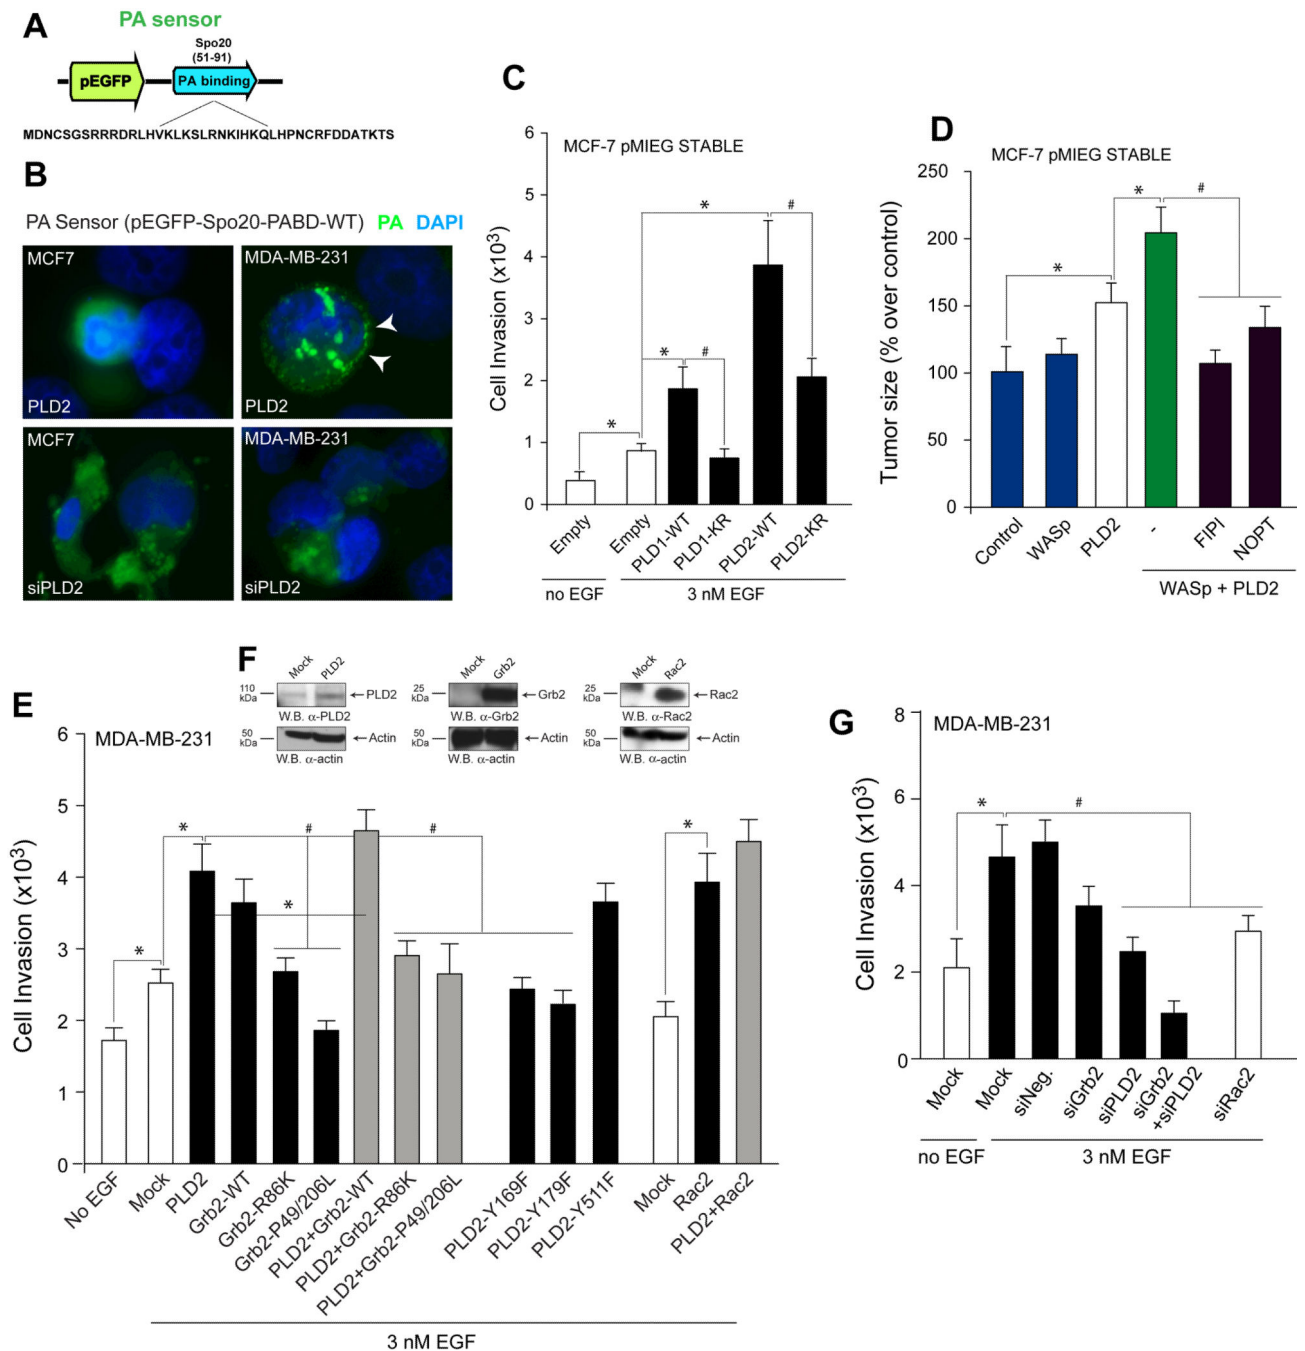 A
PA sensor
Spo20
(51-91)
pEGFP
PA binding
MDNCSGSRRRDRLHVKLKSLRNKIHKQLHPNCRFDDATKTS
B
PA Sensor (pEGFP-Spo20-PABD-WT) PA DAPI
MCF7
PLD2
MDA-MB-231
PLD2
MCF7
siPLD2
MDA-MB-231
siPLD2
C
MCF-7 pMIEG STABLE
Cell Invasion (x10³)
6
5
4
3
2
1
0
*
*
#
*
#
Empty
Empty
PLD1-WT
PLD1-KR
PLD2-WT
PLD2-KR
no EGF
3 nM EGF
D
MCF-7 pMIEG STABLE
Tumor size (% over control)
250
200
150
100
50
0
*
*
#
Control
WASp
PLD2
-
FIPI
NOPT
WASp + PLD2
E
MDA-MB-231
Cell Invasion (x10³)
6
5
4
3
2
1
0
*
*
#
*
#
*
No EGF
Mock
PLD2
Grb2-WT
Grb2-R86K
Grb2-P49/206L
PLD2+Grb2-WT
PLD2+Grb2-R86K
PLD2+Grb2-P49/206L
PLD2-Y169F
PLD2-Y179F
PLD2-Y511F
Mock
Rac2
PLD2+Rac2
3 nM EGF
F
Mock
PLD2
110
kDa
PLD2
W.B. α-PLD2
50
kDa
Actin
W.B. α-actin
Mock
Grb2
25
kDa
Grb2
W.B. α-Grb2
50
kDa
Actin
W.B. α-actin
Mock
Rac2
25
kDa
Rac2
W.B. α-Rac2
50
kDa
Actin
W.B. α-actin
G
MDA-MB-231
Cell Invasion (x10³)
8
6
4
2
0
*
#
Mock
Mock
siNeg.
siGrb2
siPLD2
siGrb2
+siPLD2
siRac2
no EGF
3 nM EGF